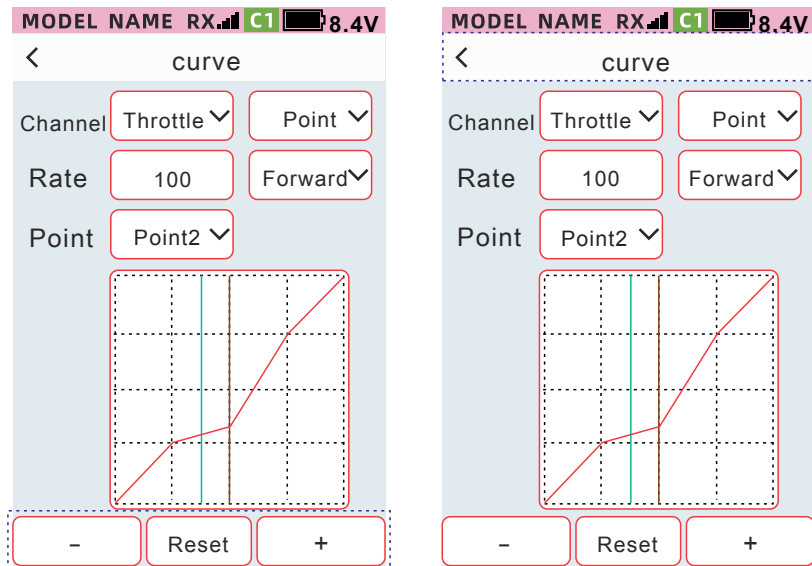 MODEL NAME RX C1 8.4V
curve
Channel Throttle Point
Rate 100 Forward
Point Point2
- Reset +
MODEL NAME RX C1 8.4V
curve
Channel Throttle Point
Rate 100 Forward
Point Point2
- Reset +